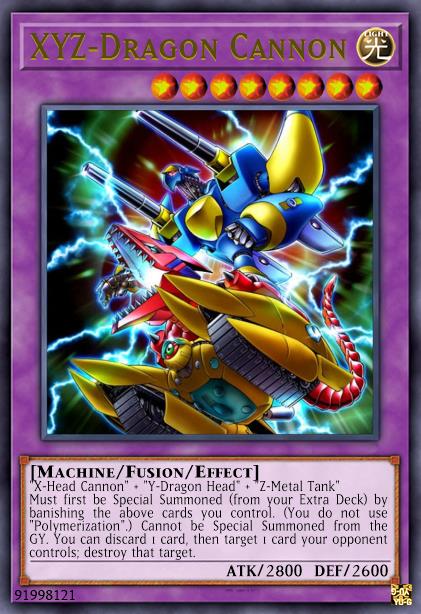 XYZ-Dragon Cannon
LIGHT
光
[Machine/Fusion/Effect]
"X-Head Cannon" + "Y-Dragon Head" + "Z-Metal Tank"
Must first be Special Summoned (from your Extra Deck) by
banishing the above cards you control. (You do not use
"Polymerization".) Cannot be Special Summoned from the
GY. You can discard 1 card, then target 1 card your opponent
controls; destroy that target.
ATK/2800 DEF/2600
91998121